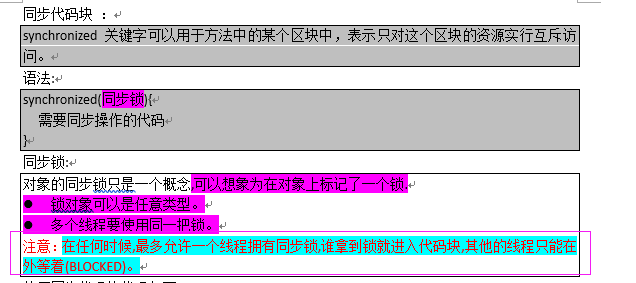 同步代码块 ：
synchronized 关键字可以用于方法中的某个区块中，表示只对这个区块的资源实行互斥访
问。
语法:
synchronized(同步锁){
需要同步操作的代码
}
同步锁:
对象的同步锁只是一个概念,可以想象为在对象上标记了一个锁.
● 锁对象可以是任意类型。
● 多个线程要使用同一把锁。
注意：在任何时候,最多允许一个线程拥有同步锁,谁拿到锁就进入代码块,其他的线程只能在
外等着(BLOCKED)。